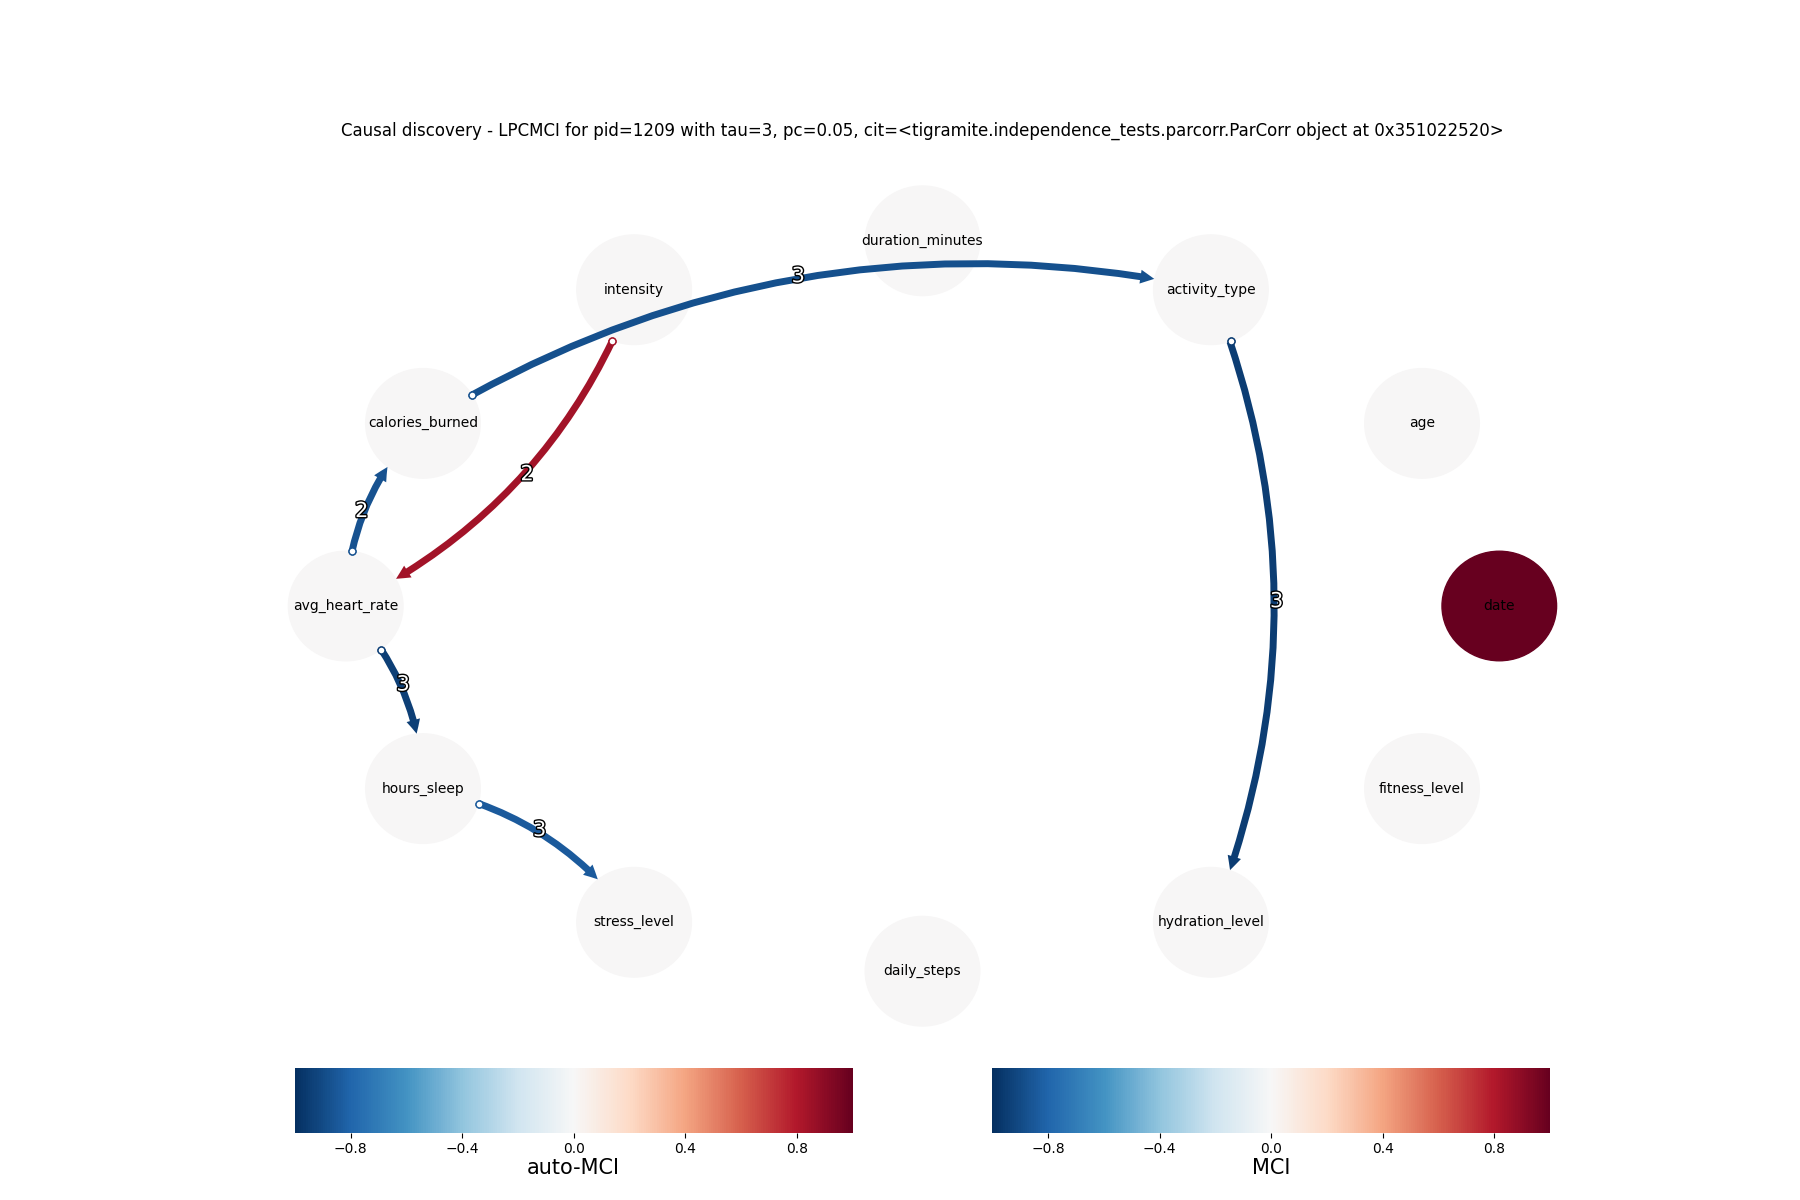 Causal discovery - LPCMCI for pid=1209 with tau=3, pc=0.05, cit=<tigramite.independence_tests.parcorr.ParCorr object at 0x351022520>
duration_minutes
intensity
activity_type
3
calories_burned
age
2
2
avg_heart_rate
3
date
3
hours_sleep
fitness_level
3
stress_level
hydration_level
daily_steps
−0.8 −0.4 0.0 0.4 0.8
auto-MCI
−0.8 −0.4 0.0 0.4 0.8
MCI